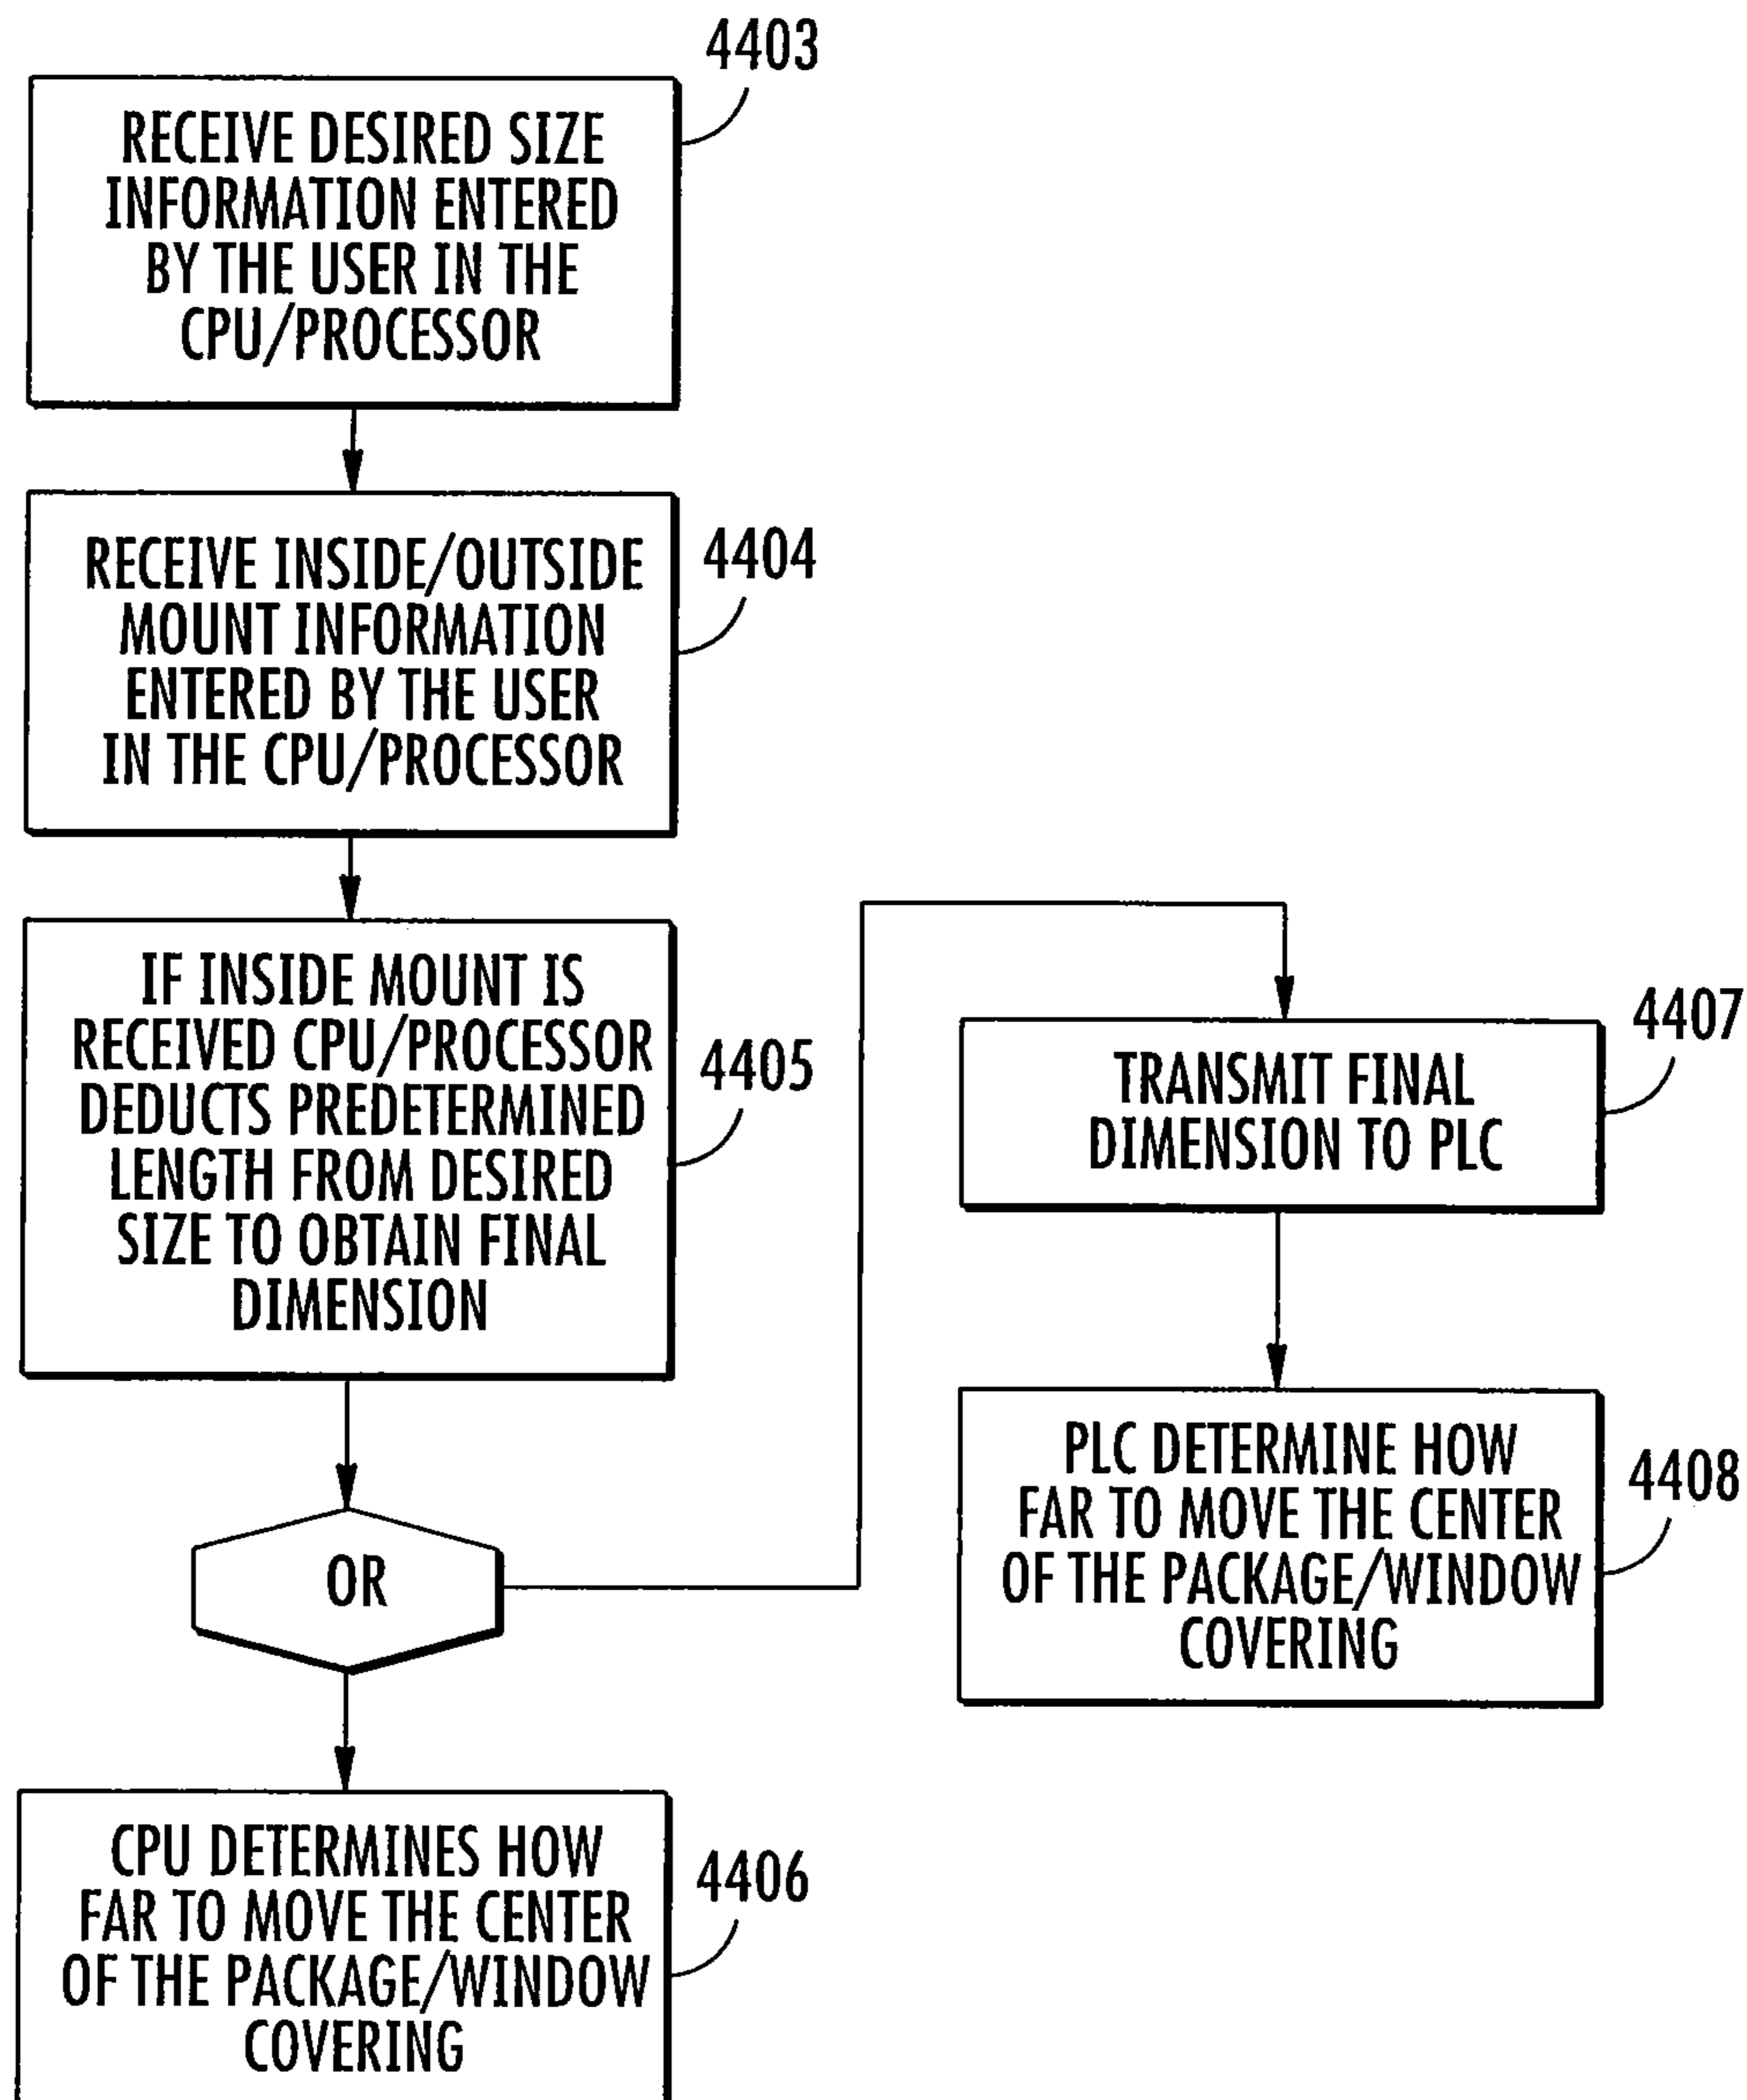 4403
RECEIVE DESIRED SIZE
INFORMATION ENTERED
BY THE USER IN THE
CPU/PROCESSOR
4404
RECEIVE INSIDE/OUTSIDE
MOUNT INFORMATION
ENTERED BY THE USER
IN THE CPU/PROCESSOR
4405
IF INSIDE MOUNT IS
RECEIVED CPU/PROCESSOR
DEDUCTS PREDETERMINED
LENGTH FROM DESIRED
SIZE TO OBTAIN FINAL
DIMENSION
OR
4406
CPU DETERMINES HOW
FAR TO MOVE THE CENTER
OF THE PACKAGE/WINDOW
COVERING
4407
TRANSMIT FINAL
DIMENSION TO PLC
4408
PLC DETERMINE HOW
FAR TO MOVE THE CENTER
OF THE PACKAGE/WINDOW
COVERING